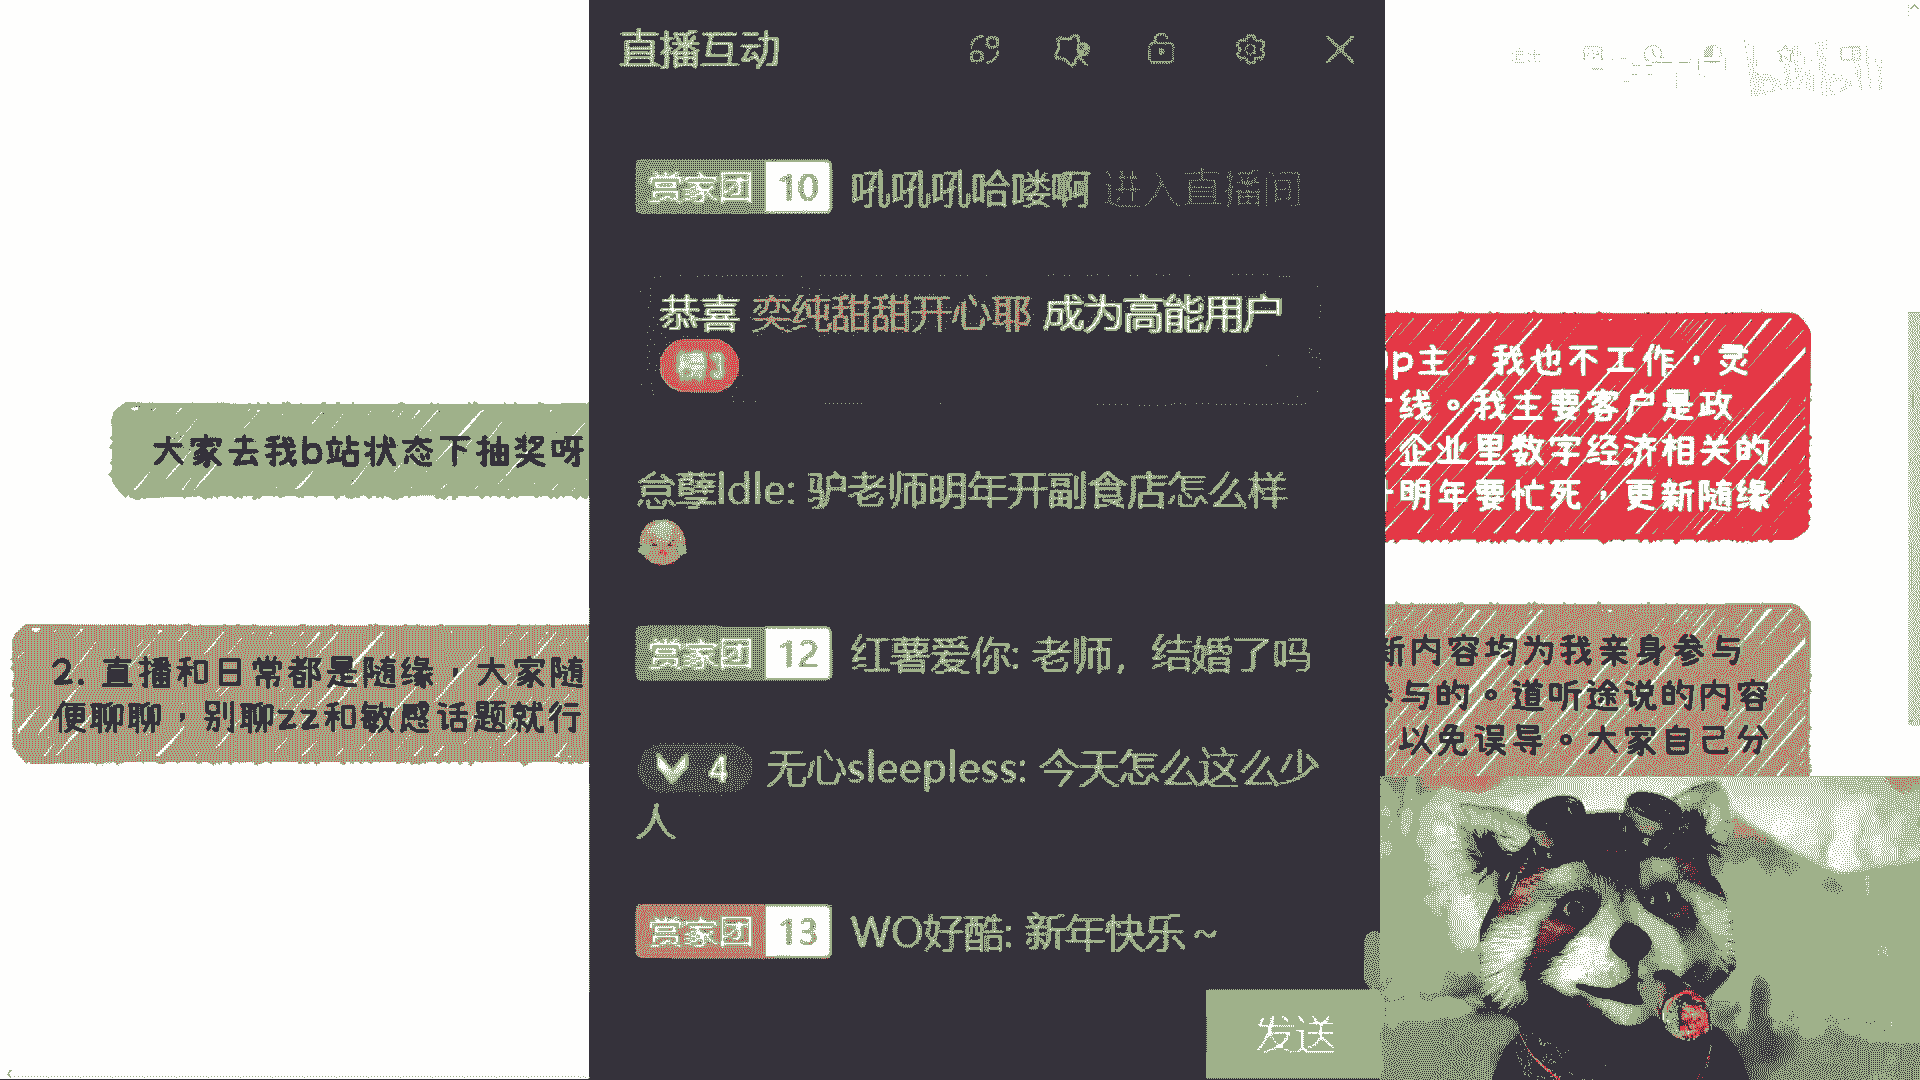 直播互动
赏家团 10 吼吼吼哈喽啊 进入直播间
恭喜 奕纯甜甜开心耶 成为高能用户
怠孽ldle: 驴老师明年开副食店怎么样
赏家团 12 红薯爱你: 老师，结婚了吗
4 无心sleepless: 今天怎么这么少
人
赏家团 13 WO好酷: 新年快乐~
发送
大家去我b站状态下抽奖呀
2. 直播和日常都是随缘，大家随
便聊聊，别聊zz和敏感话题就行
p主，我也不工作，灵
线。我主要客户是政
企业里数字经济相关的
明年要忙死，更新随缘
新内容均为我亲身参与
参与的。道听途说的内容
以免误导。大家自己分